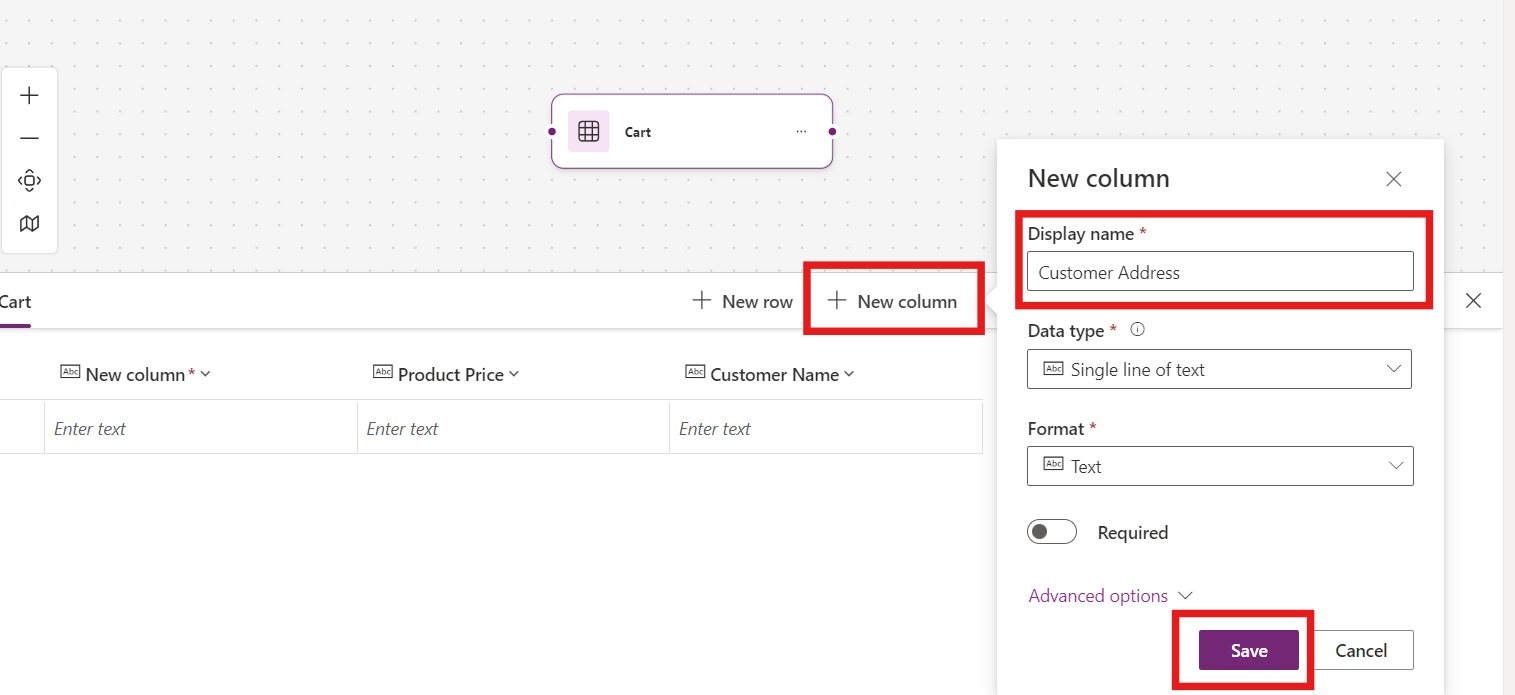 Cart
...
New column
Display name *
Customer Address
Cart
New row
New column
Data type *
Abc Single line of text
Abc New column *
Abc Product Price
Abc Customer Name
Enter text
Enter text
Enter text
Format *
Abc Text
Required
Advanced options
Save
Cancel